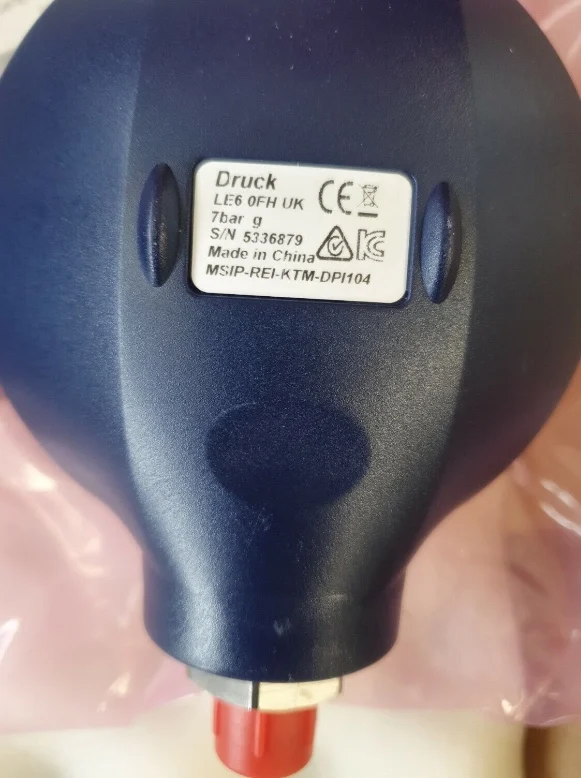 Druck
LE6 0FH UK
7bar g
S/N 5336879
Made in China
MSIP-REI-KTM-DPI104